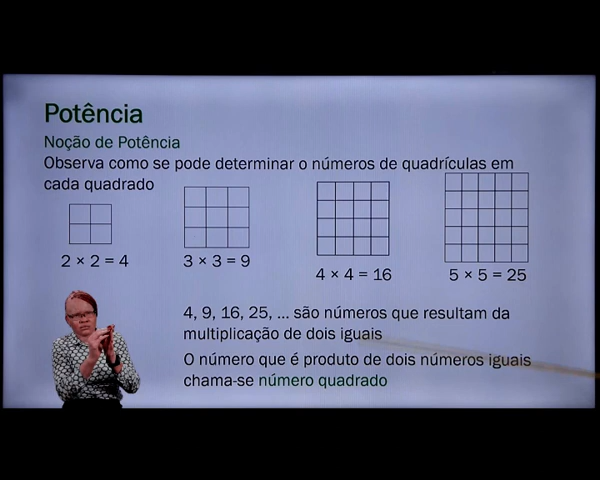 Potência
Noção de Potência
Observa como se pode determinar o números de quadrículas em
cada quadrado
2 × 2 = 4
3 × 3 = 9
4 × 4 = 16
5 × 5 = 25
4, 9, 16, 25, ... são números que resultam da
multiplicação de dois iguais
O número que é produto de dois números iguais
chama-se número quadrado